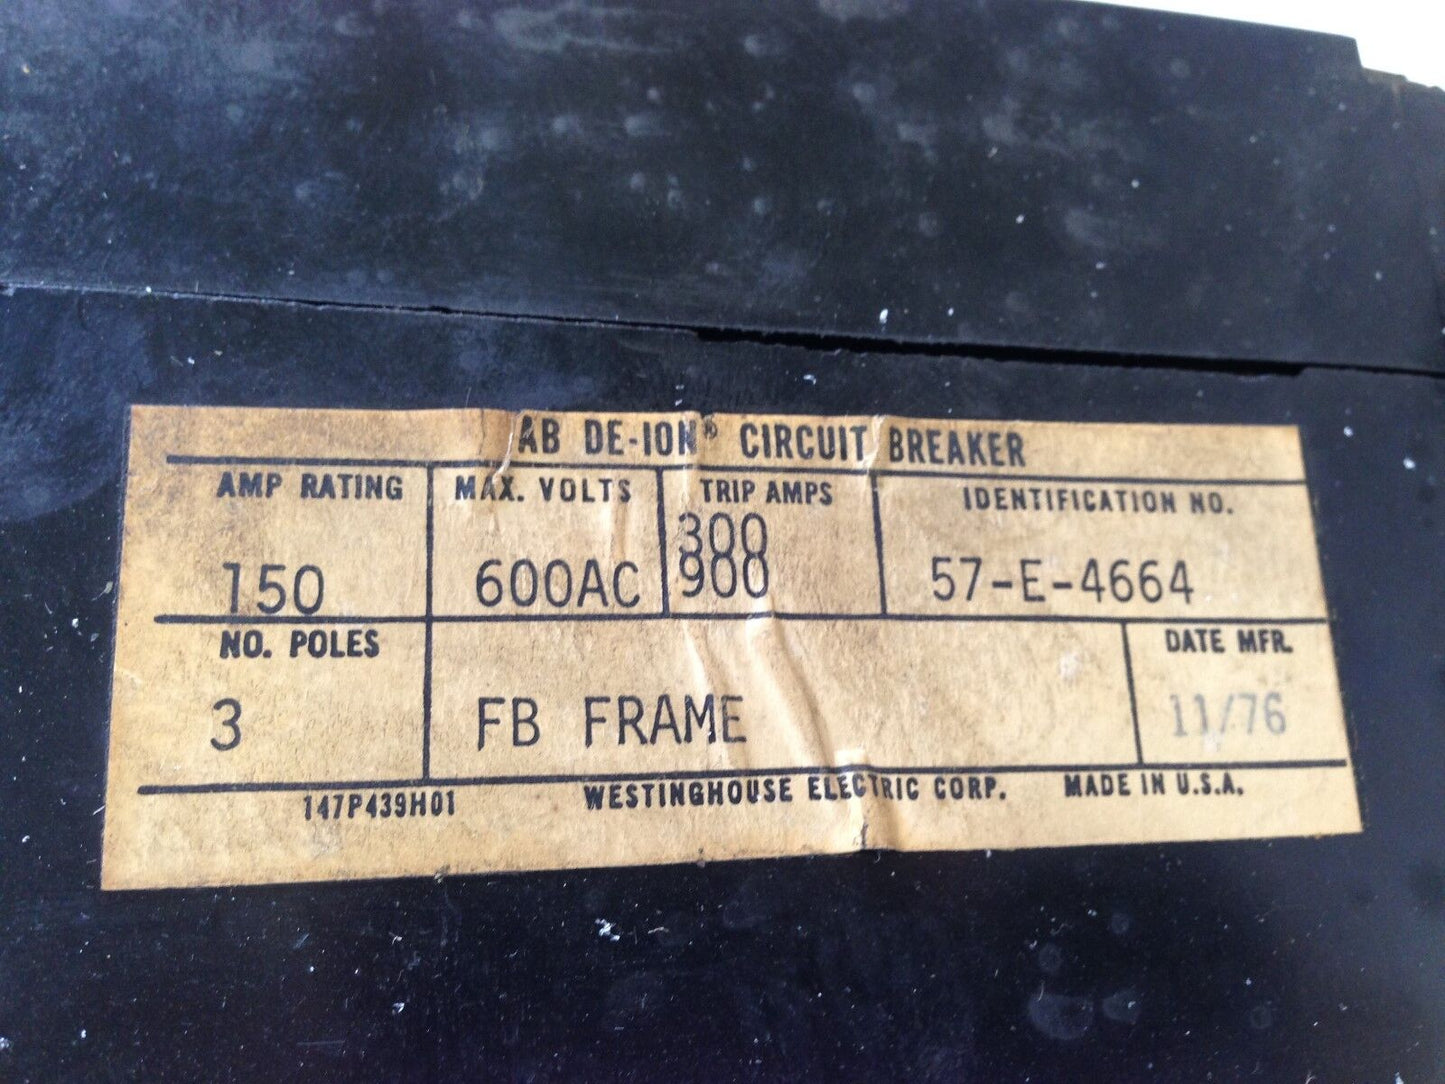 AB DE-ION® CIRCUIT BREAKER
AMP RATING MAX. VOLTS TRIP AMPS IDENTIFICATION NO.
300
150 600AC 900 57-E-4664
NO. POLES DATE MFR.
3 FB FRAME 11/76
147P439H01 WESTINGHOUSE ELECTRIC CORP. MADE IN U.S.A.